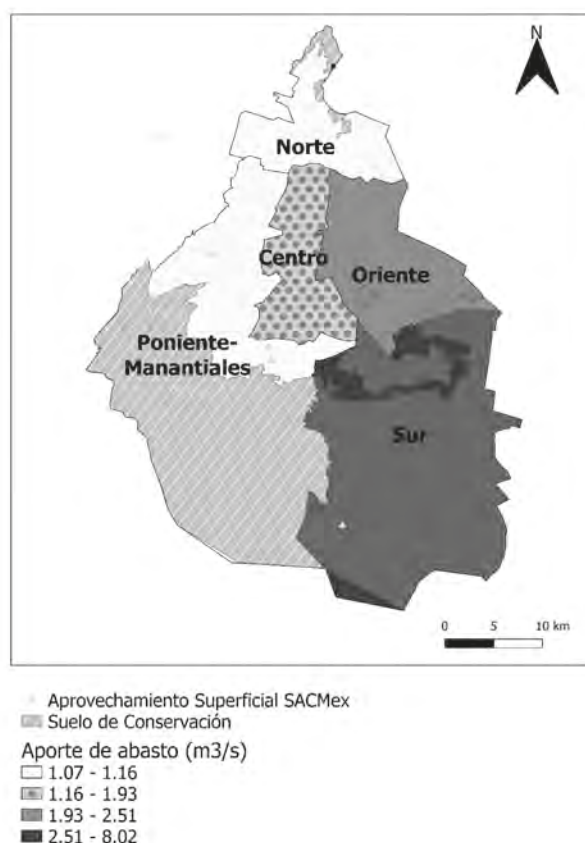 N
Norte
Centro
Oriente
Poniente-
Manantiales
Sur
0 5 10 km
Aprovechamiento Superficial SACMex
Suelo de Conservación
Aporte de abasto (m3/s)
1.07 - 1.16
1.16 - 1.93
1.93 - 2.51
2.51 - 8.02